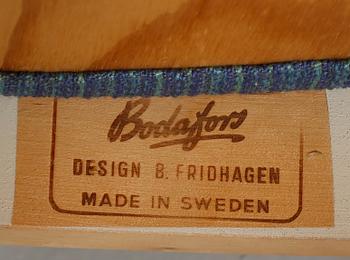 Bodafors
DESIGN B. FRIDHAGEN
MADE IN SWEDEN